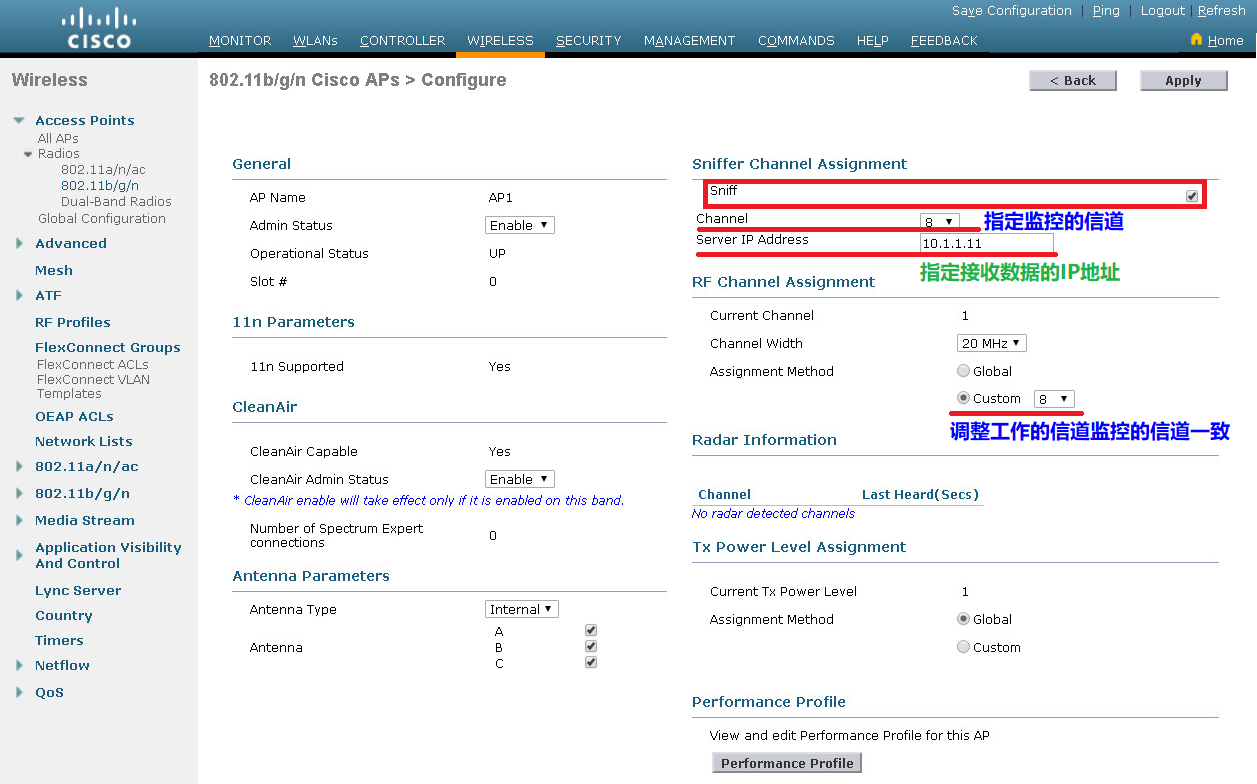 Save Configuration | Ping | Logout | Refresh
CISCO
MONITOR WLANs CONTROLLER WIRELESS SECURITY MANAGEMENT COMMANDS HELP FEEDBACK
Home
Wireless
Access Points
All APs
Radios
802.11a/n/ac
802.11b/g/n
Dual-Band Radios
Global Configuration
Advanced
Mesh
ATF
RF Profiles
FlexConnect Groups
FlexConnect ACLs
FlexConnect VLAN
Templates
OEAP ACLs
Network Lists
802.11a/n/ac
802.11b/g/n
Media Stream
Application Visibility
And Control
Lync Server
Country
Timers
Netflow
QoS
802.11b/g/n Cisco APs > Configure
< Back
Apply
General
AP Name AP1
Admin Status Enable
Operational Status UP
Slot # 0
11n Parameters
11n Supported Yes
CleanAir
CleanAir Capable Yes
CleanAir Admin Status Enable
* CleanAir enable will take effect only if it is enabled on this band.
Number of Spectrum Expert
connections 0
Antenna Parameters
Antenna Type Internal
Antenna
A
B
C
Sniffer Channel Assignment
Sniff
Channel 8 指定监控的信道
Server IP Address 10.1.1.11
指定接收数据的IP地址
RF Channel Assignment
Current Channel 1
Channel Width 20 MHz
Assignment Method Global
Custom 8
调整工作的信道监控的信道一致
Radar Information
Channel Last Heard(Secs)
No radar detected channels
Tx Power Level Assignment
Current Tx Power Level 1
Assignment Method Global
Custom
Performance Profile
View and edit Performance Profile for this AP
Performance Profile